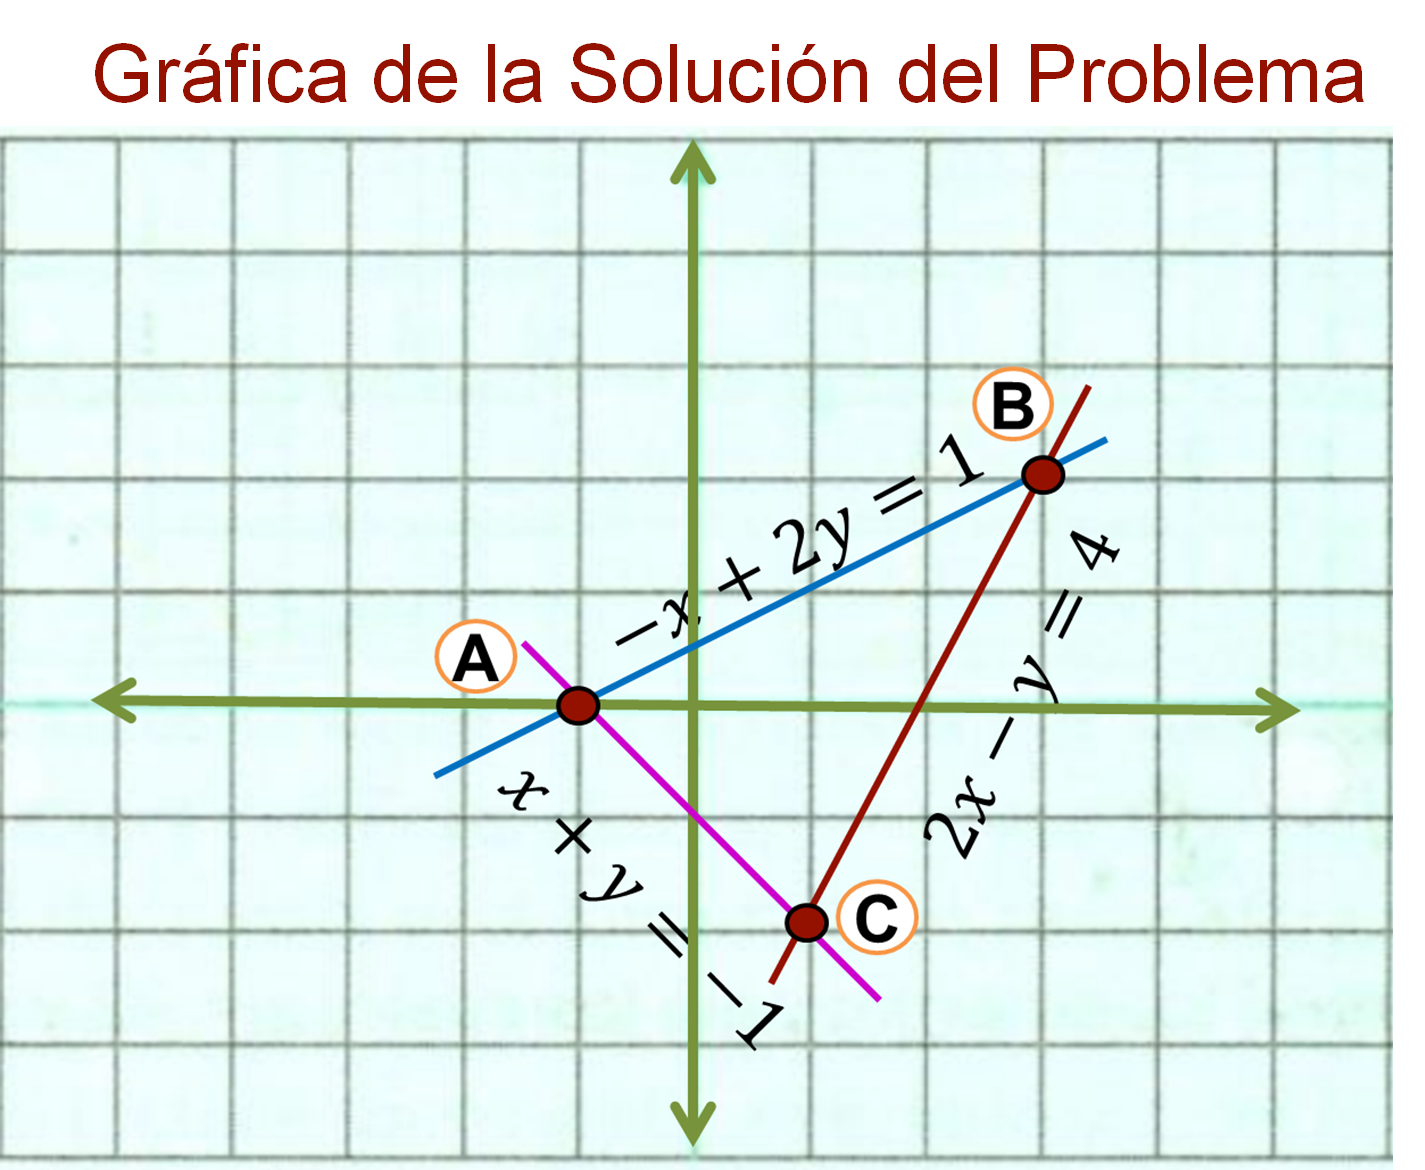 Gráfica de la Solución del Problema
B
−x + 2y = 1
A
2x − y = 4
x + y = −1
C